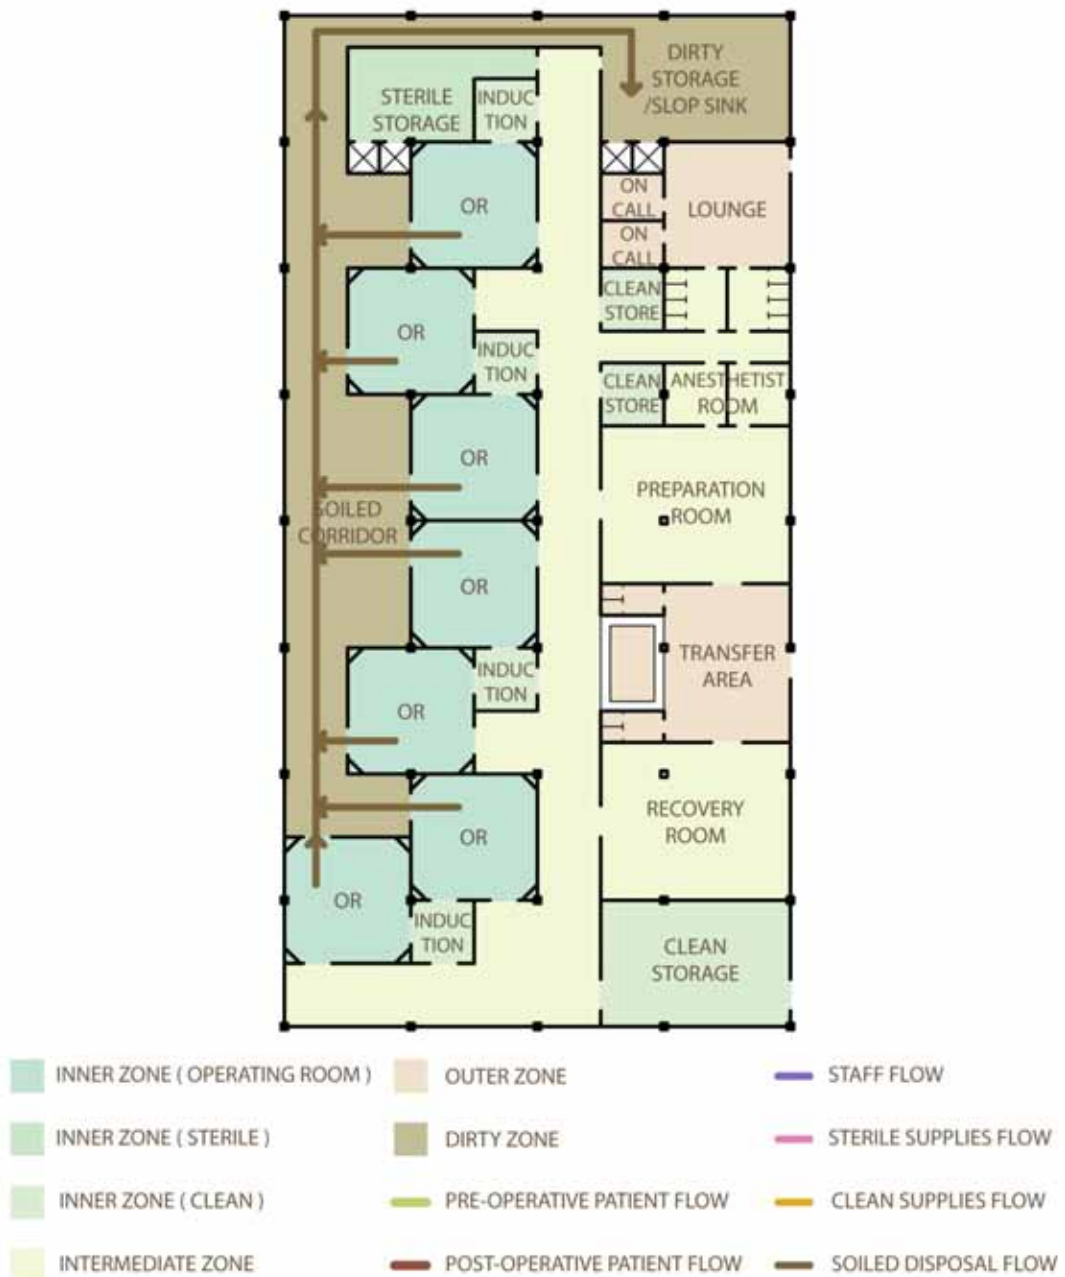 DIRTY
STORAGE
/SLOP SINK
STERILE
STORAGE
INDUC
TION
OR
ON
CALL
ON
CALL
LOUNGE
OR
CLEAN
STORE
INDUC
TION
CLEAN
STORE
ANESTHETIST
ROOM
OR
PREPARATION
ROOM
SOILED
CORRIDOR
OR
INDUC
TION
TRANSFER
AREA
OR
RECOVERY
ROOM
OR
OR
INDUC
TION
CLEAN
STORAGE
INNER ZONE ( OPERATING ROOM )
INNER ZONE ( STERILE )
INNER ZONE ( CLEAN )
INTERMEDIATE ZONE
OUTER ZONE
DIRTY ZONE
PRE-OPERATIVE PATIENT FLOW
POST-OPERATIVE PATIENT FLOW
STAFF FLOW
STERILE SUPPLIES FLOW
CLEAN SUPPLIES FLOW
SOILED DISPOSAL FLOW